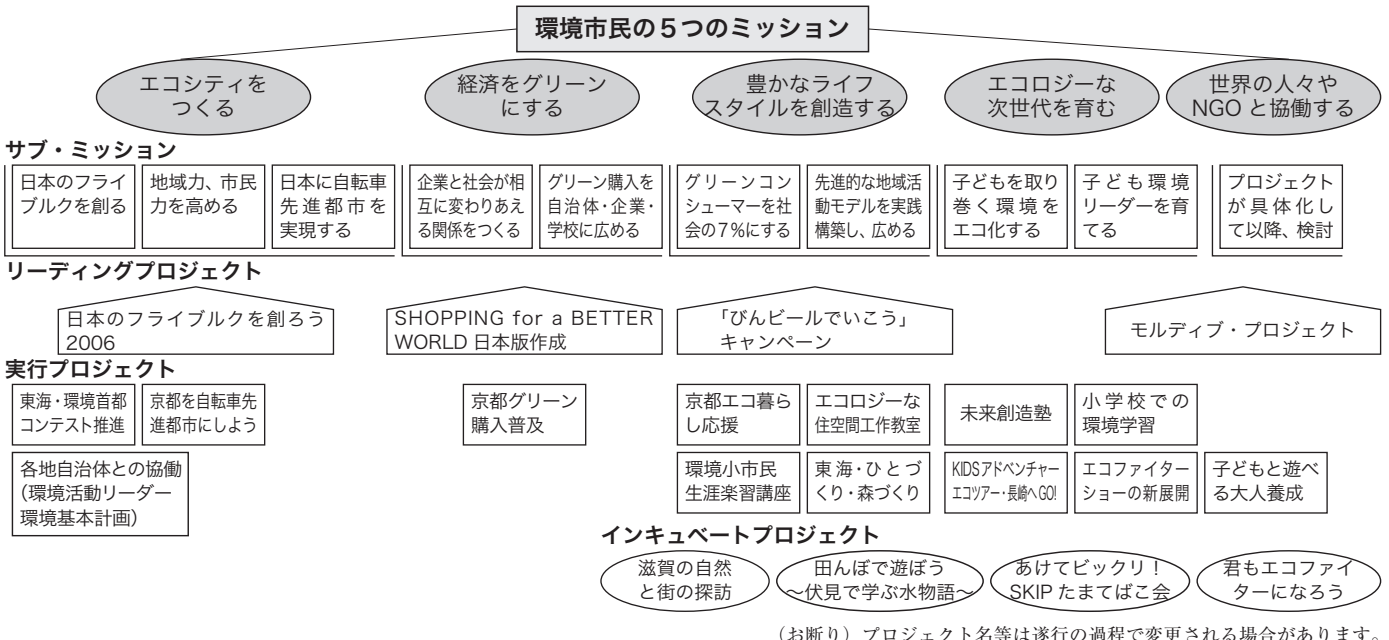 環境市民の５つのミッション
エコシティを
つくる
経済をグリーン
にする
豊かなライフ
スタイルを創造する
エコロジーな
次世代を育む
世界の人々や
NGO と協働する
サブ・ミッション
日本のフライ
ブルクを創る
地域力、市民
力を高める
日本に自転車
先進都市を
実現する
企業と社会が相
互に変わりあえ
る関係をつくる
グリーン購入を
自治体・企業・
学校に広める
グリーンコン
シューマーを社
会の７％にする
先進的な地域活
動モデルを実践
構築し、広める
子どもを取り
巻く環境を
エコ化する
子ども環境
リーダーを育
てる
プロジェクト
が具体化し
て以降、検討
リーディングプロジェクト
日本のフライブルクを創ろう
2006
SHOPPING for a BETTER
WORLD 日本版作成
「びんビールでいこう」
キャンペーン
モルディブ・プロジェクト
実行プロジェクト
東海・環境首都
コンテスト推進
京都を自転車先
進都市にしよう
京都グリーン
購入普及
京都エコ暮ら
し応援
エコロジーな
住空間工作教室
未来創造塾
小学校での
環境学習
各地自治体との協働
（環境活動リーダー
環境基本計画）
環境小市民
生涯楽習講座
東海・ひとづ
くり・森づくり
KIDSアドベンチャー
エコツアー・長崎へGO!
エコファイター
ショーの新展開
子どもと遊べ
る大人養成
インキュベートプロジェクト
滋賀の自然
と街の探訪
田んぼで遊ぼう
〜伏見で学ぶ水物語〜
あけてビックリ！
SKIP たまてばこ会
君もエコファイ
ターになろう
（お断り）プロジェクト名等は遂行の過程で変更される場合があります。